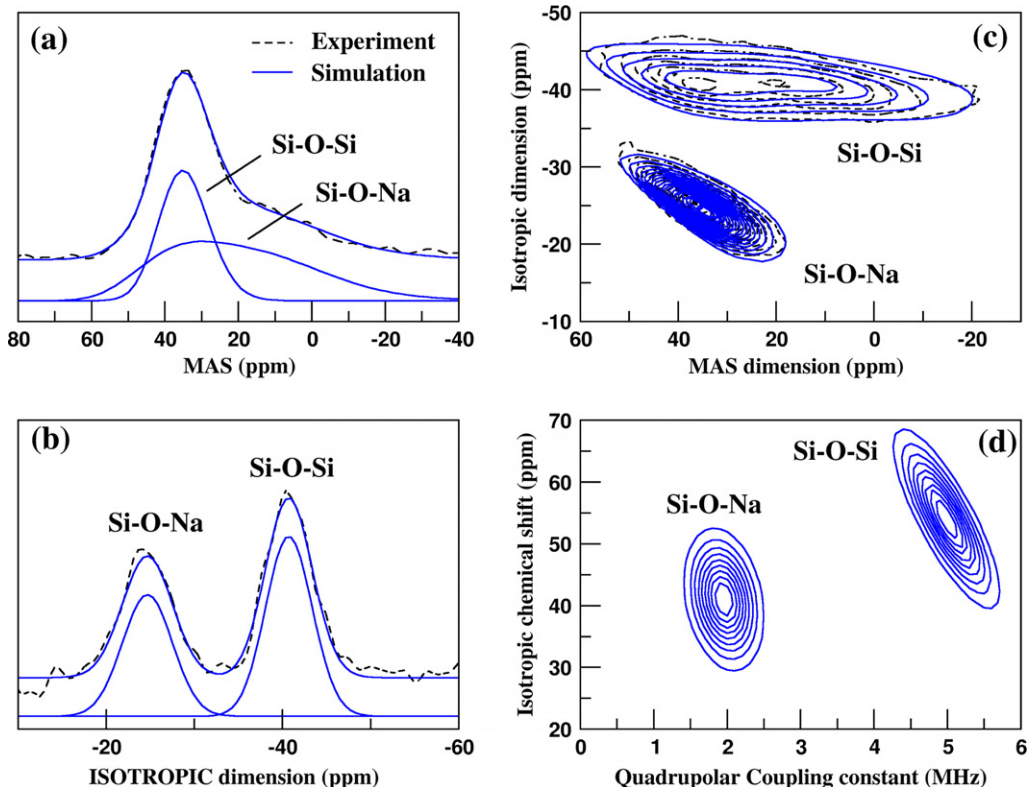 (a)
Experiment
Simulation
Si-O-Si
Si-O-Na
80 60 40 20 0 -20 -40
MAS (ppm)
(c)
-50
-40
-30
-20
-10
Isotropic dimension (ppm)
Si-O-Si
Si-O-Na
60 40 20 0 -20
MAS dimension (ppm)
(b)
Si-O-Si
Si-O-Na
-20 -40 -60
ISOTROPIC dimension (ppm)
(d)
70
60
50
40
30
20
Isotropic chemical shift (ppm)
Si-O-Si
Si-O-Na
0 1 2 3 4 5 6
Quadrupolar Coupling constant (MHz)